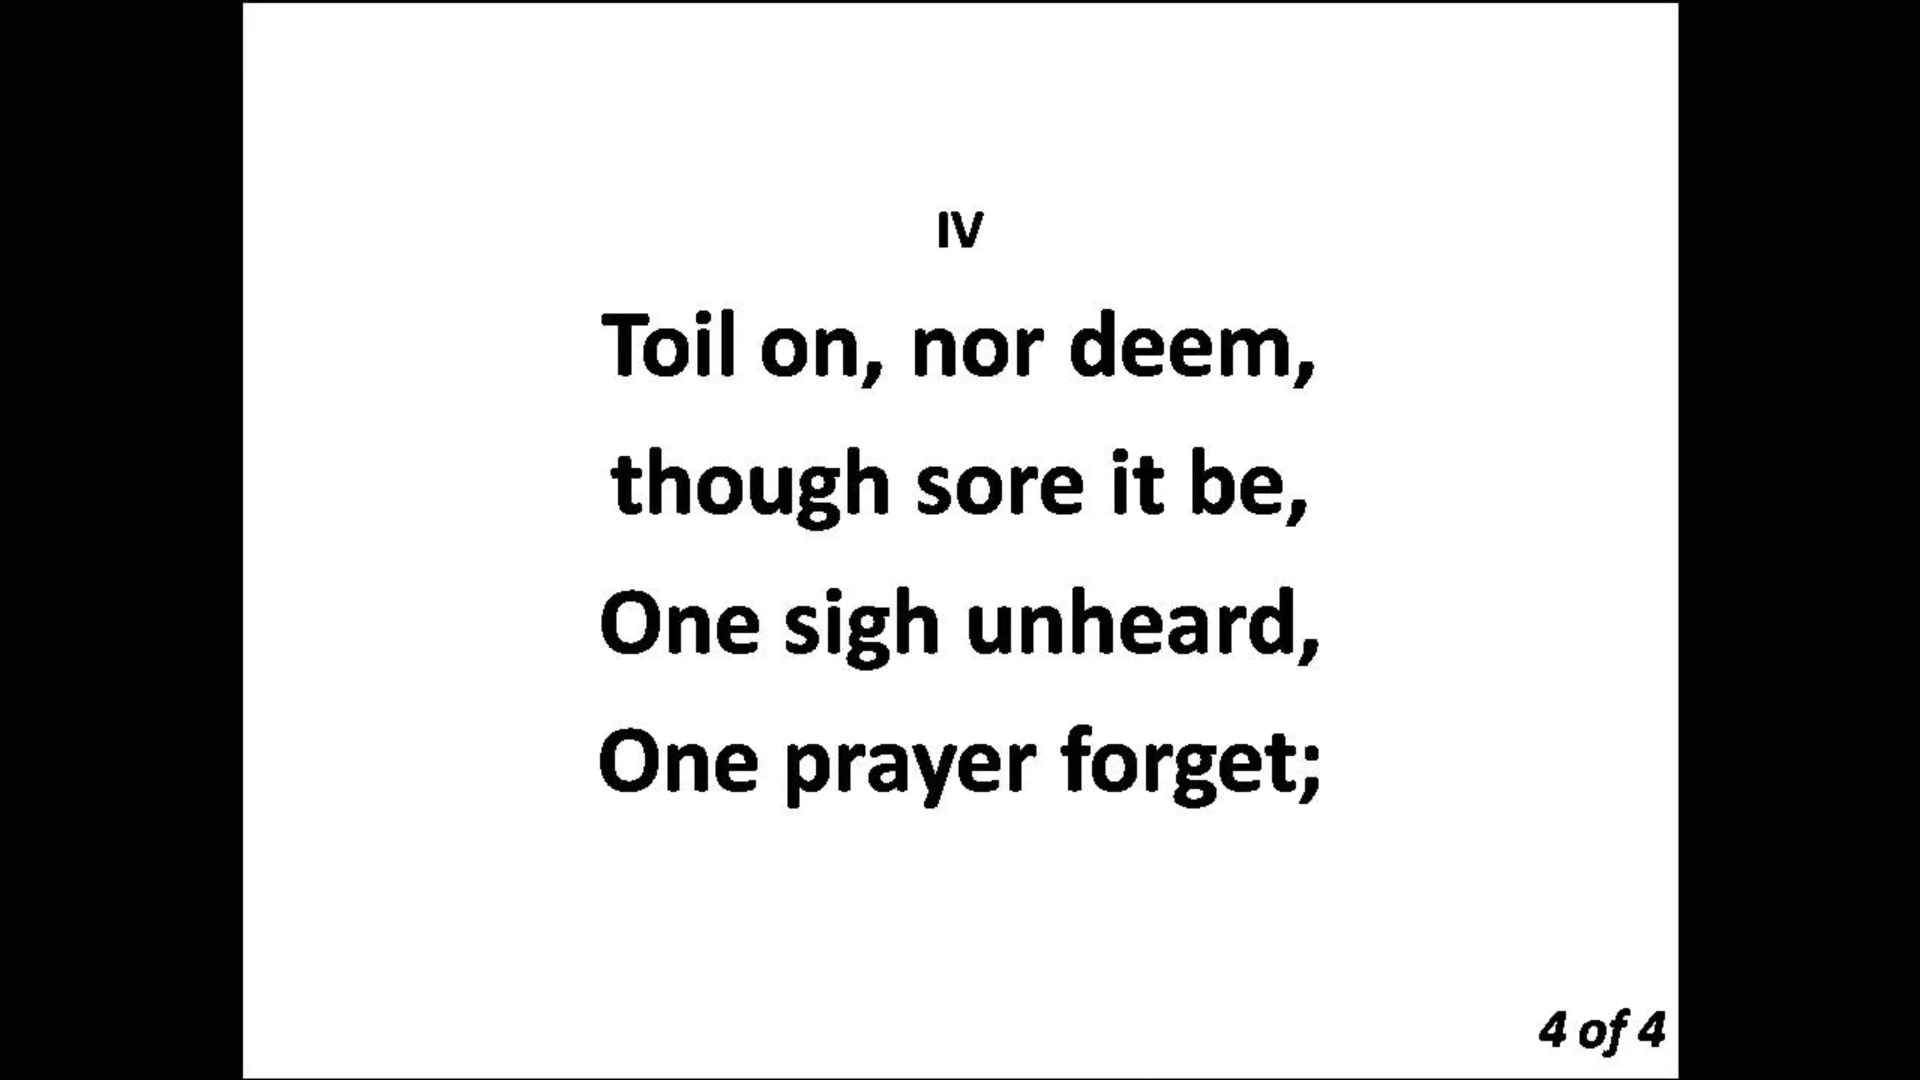 IV
Toil on, nor deem,
though sore it be,
One sigh unheard,
One prayer forget;
4 of 4